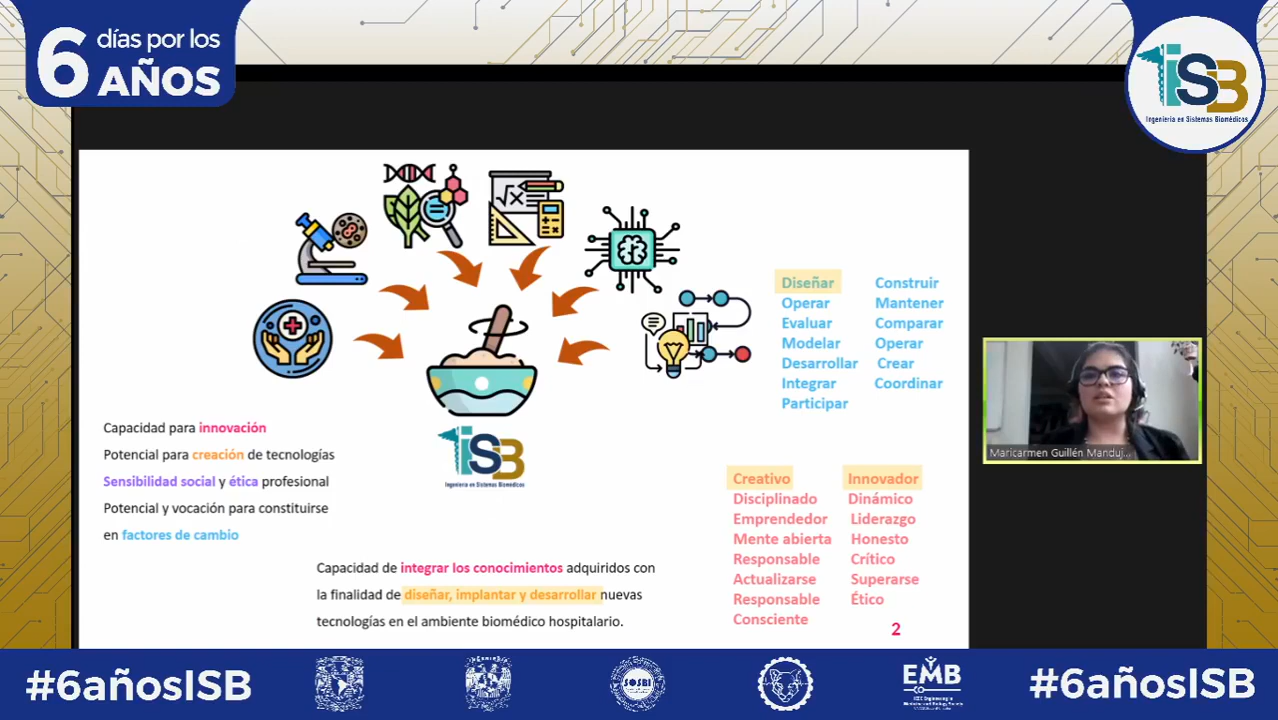 6 días por los
AÑOS
iSB
Ingeniería en Sistemas Biomédicos
Diseñar
Operar
Evaluar
Modelar
Desarrollar
Integrar
Participar
Construir
Mantener
Comparar
Operar
Crear
Coordinar
Capacidad para innovación
Potencial para creación de tecnologías
Sensibilidad social y ética profesional
Potencial y vocación para constituirse
en factores de cambio
iSB
Ingeniería en Sistemas Biomédicos
Maricarmen Guillén Manduj...
Creativo
Disciplinado
Emprendedor
Mente abierta
Responsable
Actualizarse
Responsable
Consciente
Innovador
Dinámico
Liderazgo
Honesto
Crítico
Superarse
Ético
Capacidad de integrar los conocimientos adquiridos con
la finalidad de diseñar, implantar y desarrollar nuevas
tecnologías en el ambiente biomédico hospitalario.
2
#6añosISB
SOSBI
EMB
#6añosISB